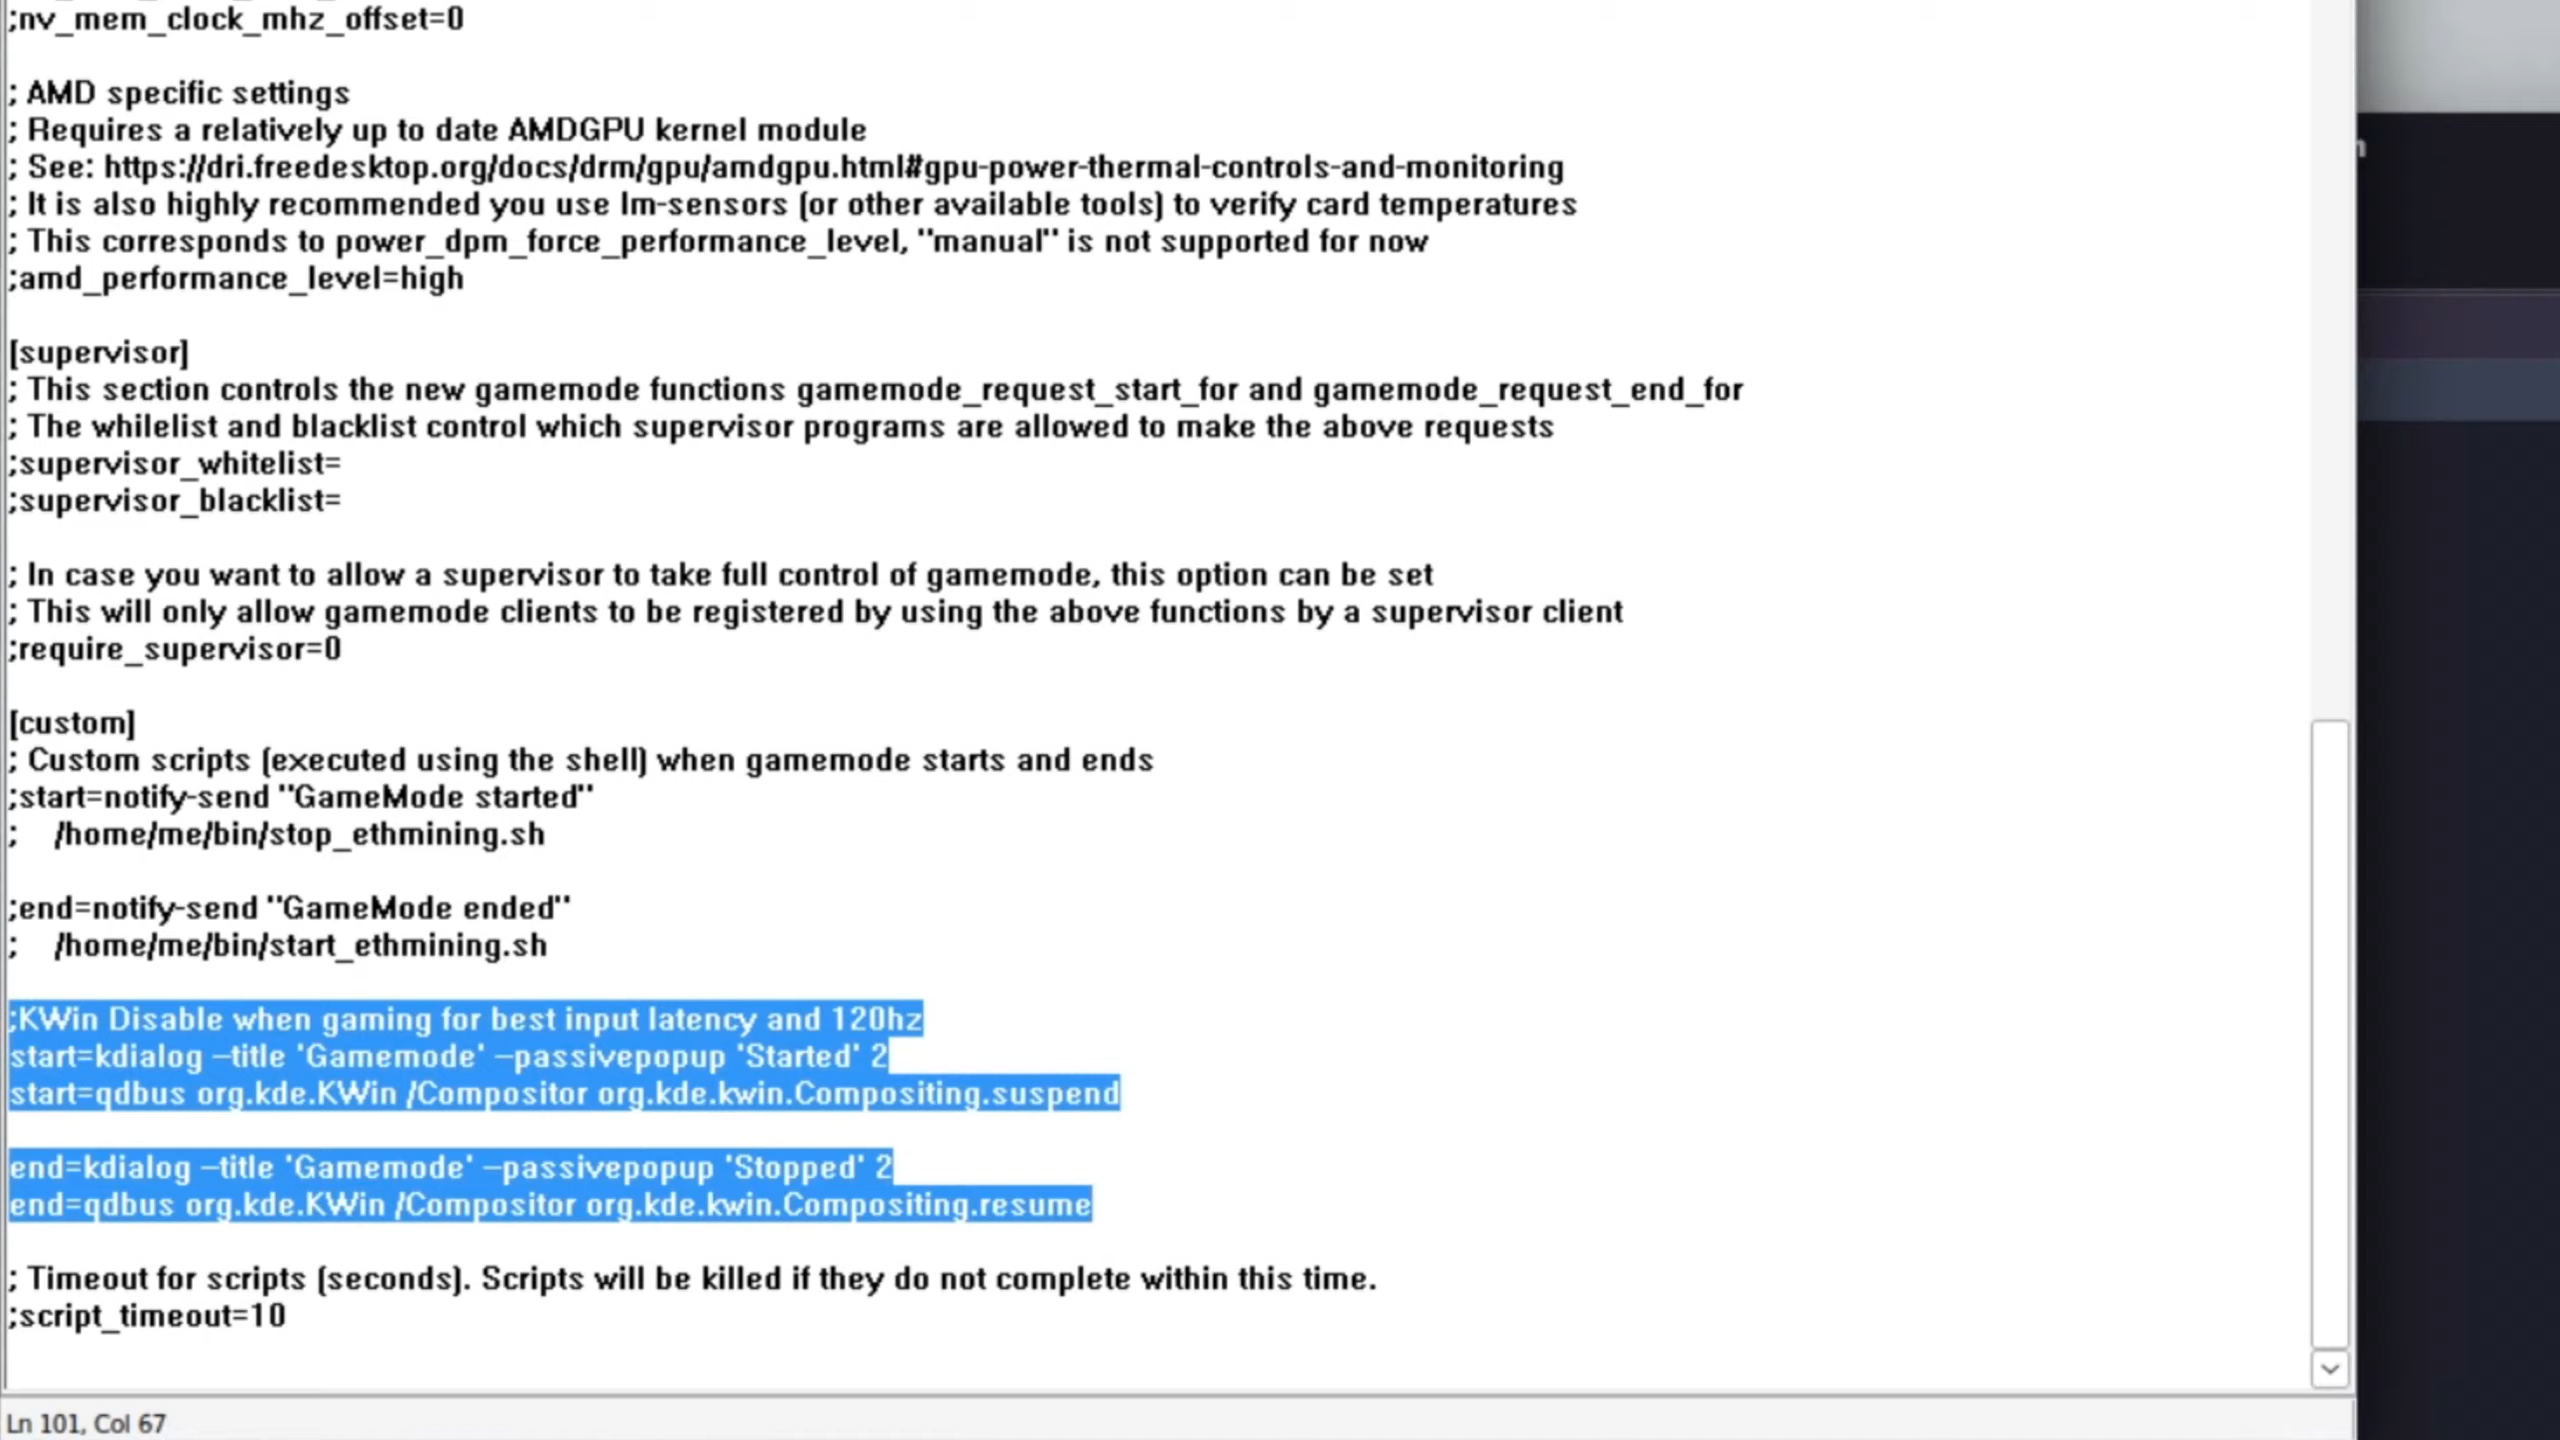 ;nv_mem_clock_mhz_offset=0
; AMD specific settings
; Requires a relatively up to date AMDGPU kernel module
; See: https://dri.freedesktop.org/docs/drm/gpu/amdgpu.html#gpu-power-thermal-controls-and-monitoring
; It is also highly recommended you use lm-sensors (or other available tools) to verify card temperatures
; This corresponds to power_dpm_force_performance_level, "manual" is not supported for now
;amd_performance_level=high
[supervisor]
; This section controls the new gamemode functions gamemode_request_start_for and gamemode_request_end_for
; The whilelist and blacklist control which supervisor programs are allowed to make the above requests
;supervisor_whitelist=
;supervisor_blacklist=
; In case you want to allow a supervisor to take full control of gamemode, this option can be set
; This will only allow gamemode clients to be registered by using the above functions by a supervisor client
;require_supervisor=0
[custom]
; Custom scripts (executed using the shell) when gamemode starts and ends
;start=notify-send "GameMode started"
;    /home/me/bin/stop_ethmining.sh
;end=notify-send "GameMode ended"
;    /home/me/bin/start_ethmining.sh
;KWin Disable when gaming for best input latency and 120hz
start=kdialog –title 'Gamemode' –passivepopup 'Started' 2
start=qdbus org.kde.KWin /Compositor org.kde.kwin.Compositing.suspend
end=kdialog –title 'Gamemode' –passivepopup 'Stopped' 2
end=qdbus org.kde.KWin /Compositor org.kde.kwin.Compositing.resume
; Timeout for scripts (seconds). Scripts will be killed if they do not complete within this time.
;script_timeout=10
Ln 101, Col 67